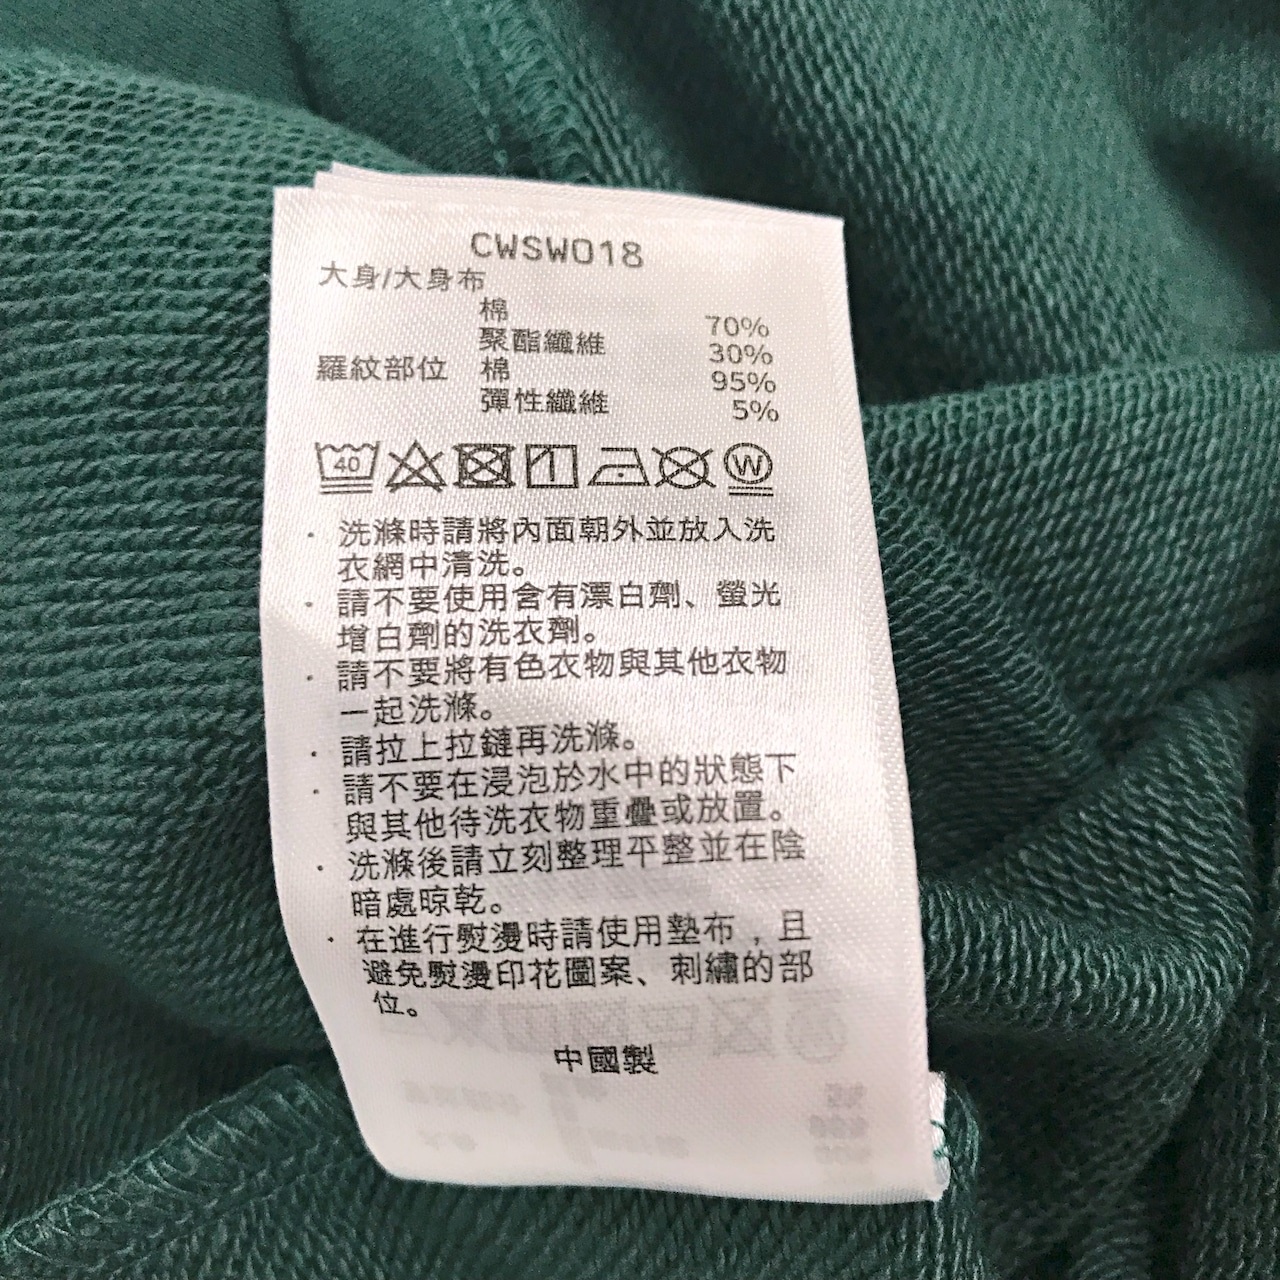 CWSW018
大身/大身布
棉 70%
聚酯纖維 30%
羅紋部位 棉 95%
彈性纖維 5%
40 W
· 洗滌時請將內面朝外並放入洗
衣網中清洗。
· 請不要使用含有漂白劑、螢光
增白劑的洗衣劑。
· 請不要將有色衣物與其他衣物
一起洗滌。
· 請拉上拉鏈再洗滌。
· 請不要在浸泡於水中的狀態下
與其他待洗衣物重疊或放置。
· 洗滌後請立刻整理平整並在陰
暗處晾乾。
· 在進行熨燙時請使用墊布，且
避免熨燙印花圖案、刺繡的部
位。
中國製